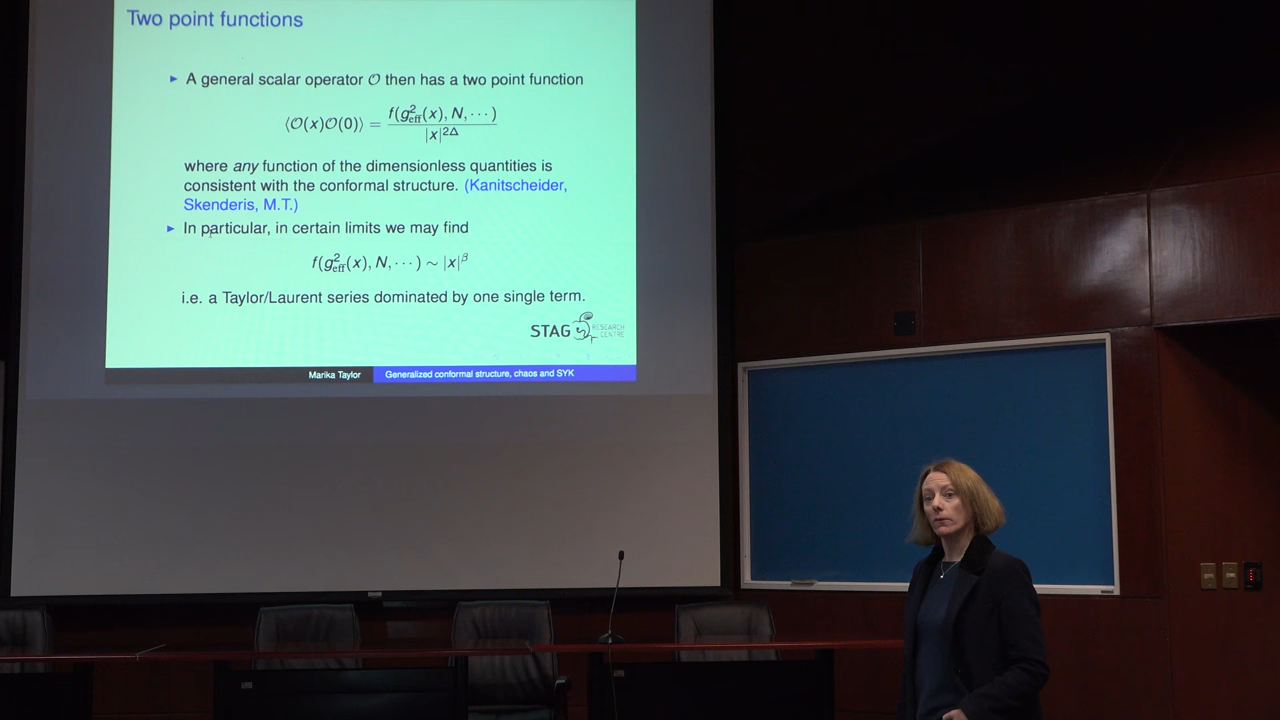 Two point functions
▶ A general scalar operator 𝒪 then has a two point function
⟨𝒪(x)𝒪(0)⟩ = f(g²_eff(x), N, ⋯) / |x|^{2Δ}
where any function of the dimensionless quantities is
consistent with the conformal structure. (Kanitscheider,
Skenderis, M.T.)
▶ In particular, in certain limits we may find
f(g²_eff(x), N, ⋯) ∼ |x|^β
i.e. a Taylor/Laurent series dominated by one single term.
STAG RESEARCH
CENTRE
Marika Taylor Generalized conformal structure, chaos and SYK